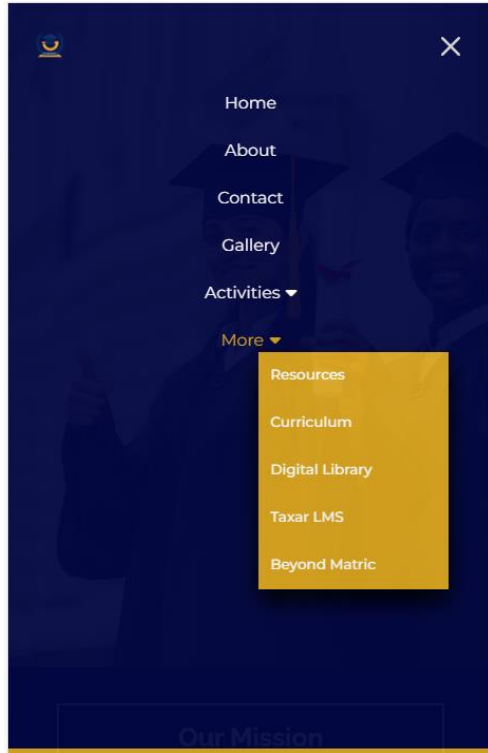 Home
About
Contact
Gallery
Activities
More
Resources
Curriculum
Digital Library
Taxar LMS
Beyond Matric
Our Mission